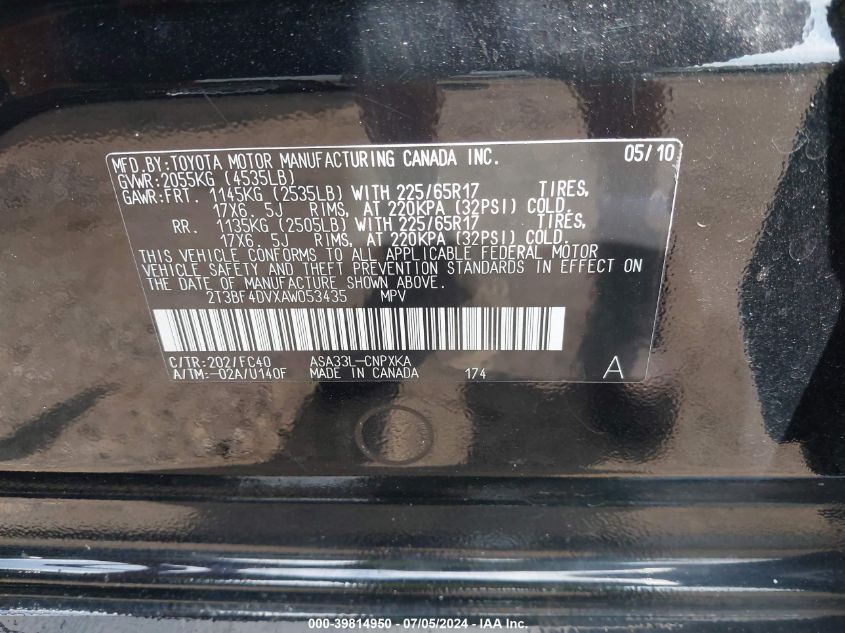 MFD.BY:TOYOTA MOTOR MANUFACTURING CANADA INC. 05/10
GVWR:2055KG (4535LB)
GAWR:FRT. 1145KG (2535LB) WITH 225/65R17 TIRES,
17X6.5J RIMS, AT 220KPA (32PSI) COLD.
RR. 1135KG (2505LB) WITH 225/65R17 TIRES,
17X6.5J RIMS, AT 220KPA (32PSI) COLD.
THIS VEHICLE CONFORMS TO ALL APPLICABLE FEDERAL MOTOR
VEHICLE SAFETY AND THEFT PREVENTION STANDARDS IN EFFECT ON
THE DATE OF MANUFACTURE SHOWN ABOVE.
2T3BF4DVXAW053435 MPV
C/TR:202/FC40 ASA33L-CNPXKA
A/TM:-02A/U140F MADE IN CANADA 174 A
000-39814950 - 07/05/2024 - IAA Inc.